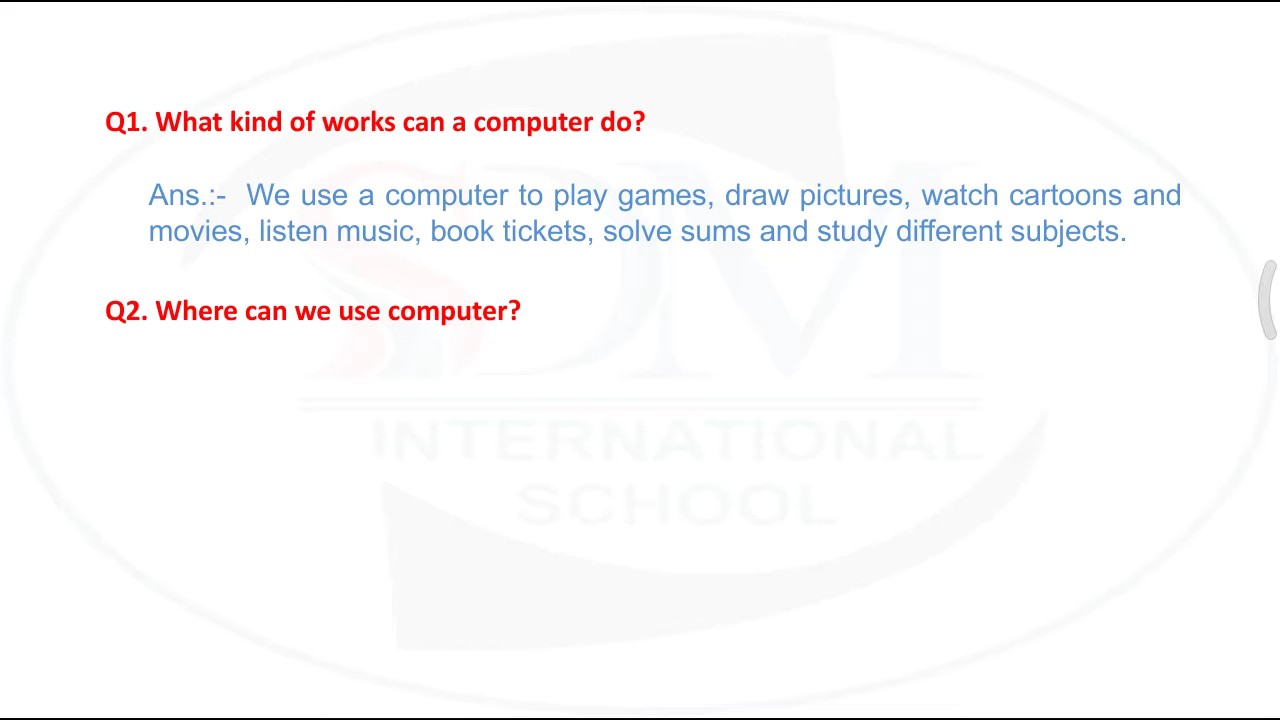 Q1. What kind of works can a computer do?
Ans.:- We use a computer to play games, draw pictures, watch cartoons and
movies, listen music, book tickets, solve sums and study different subjects.
Q2. Where can we use computer?
SDM
INTERNATIONAL
SCHOOL